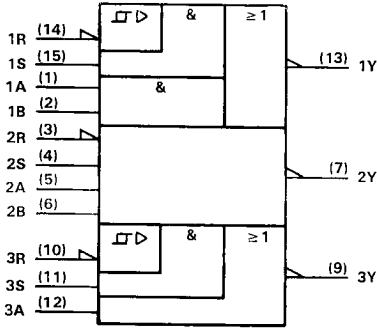 & ≥ 1
1R (14)
(13) 1Y
1S (15)
1A (1)
&
1B (2)
2R (3)
2S (4)
(7) 2Y
2A (5)
2B (6)
& ≥ 1
3R (10)
(9) 3Y
3S (11)
3A (12)